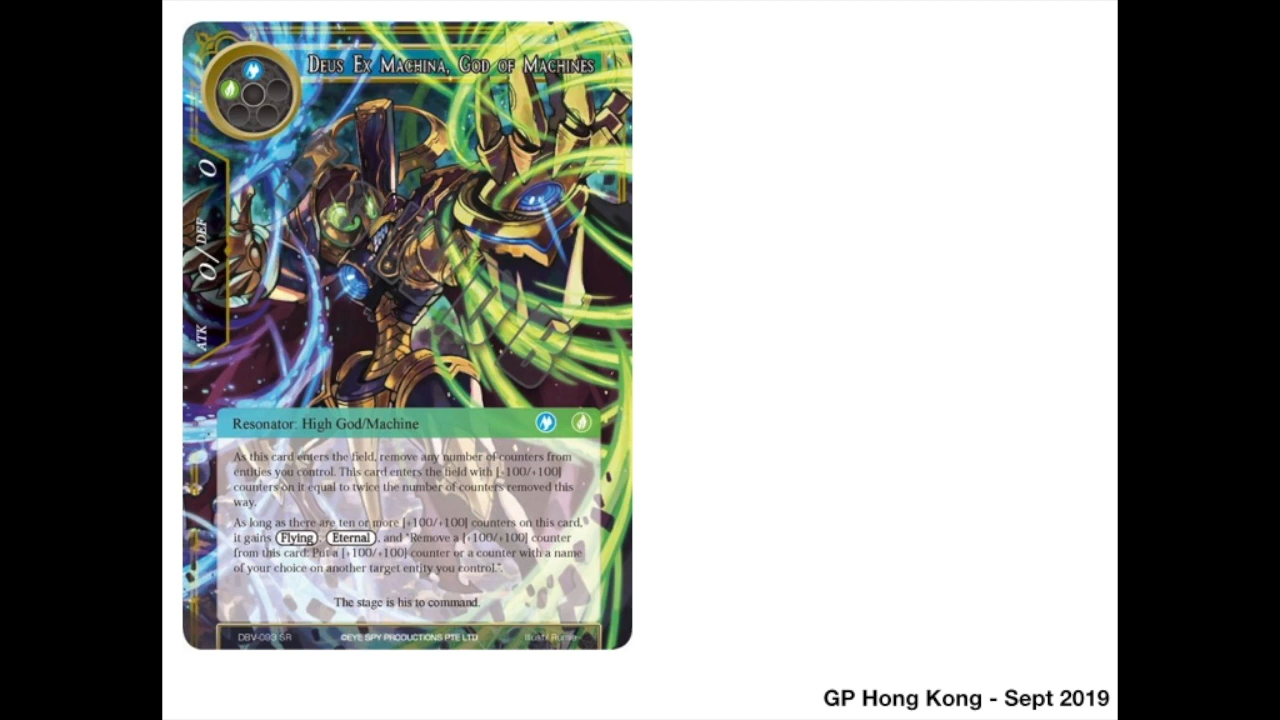 Deus Ex Machina, God of Machines
ATK 0 / DEF 0
Resonator: High God/Machine
As this card enters the field, remove any number of counters from
entities you control. This card enters the field with [+100/+100]
counters on it equal to twice the number of counters removed this
way.
As long as there are ten or more [+100/+100] counters on this card,
it gains Flying, Eternal, and "Remove a [+100/+100] counter
from this card: Put a [+100/+100] counter or a counter with a name
of your choice on another target entity you control.".
The stage is his to command.
DBV-093 SR ©EYE SPY PRODUCTIONS PTE LTD
GP Hong Kong - Sept 2019